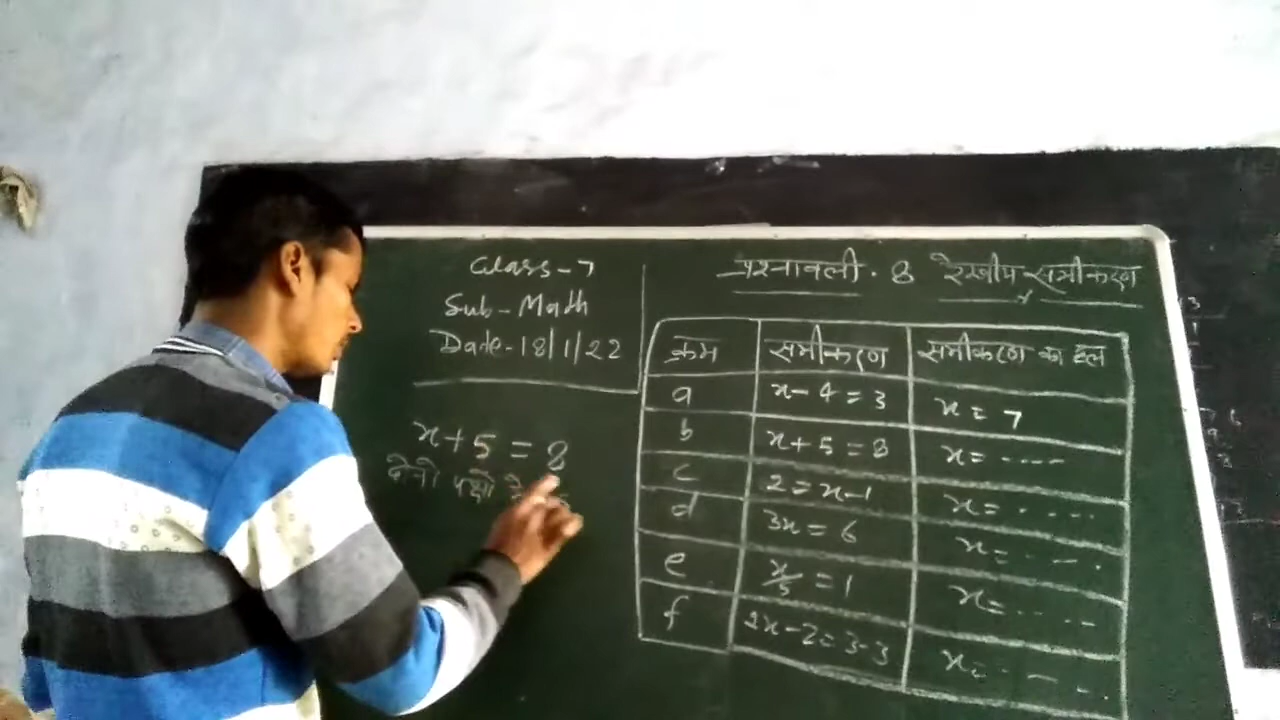 Class-7
Sub-Math
Date-18/1/22
x+5=8
दोनो पक्षो
प्रश्नावली. 8 रेखीय समीकरण
क्रम समीकरण समीकरण का हल
a x-4=3 x=7
b x+5=8 x=----
c 2=x-1 x=----
d 3x=6 x=---
e x/5=1 x=----
f 2x-2=3-3 x=---